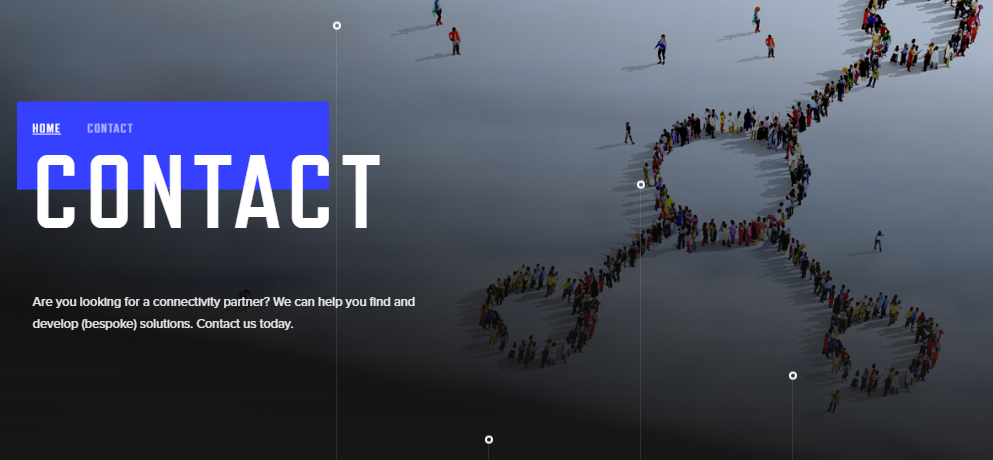 HOME CONTACT
CONTACT
Are you looking for a connectivity partner? We can help you find and
develop (bespoke) solutions. Contact us today.